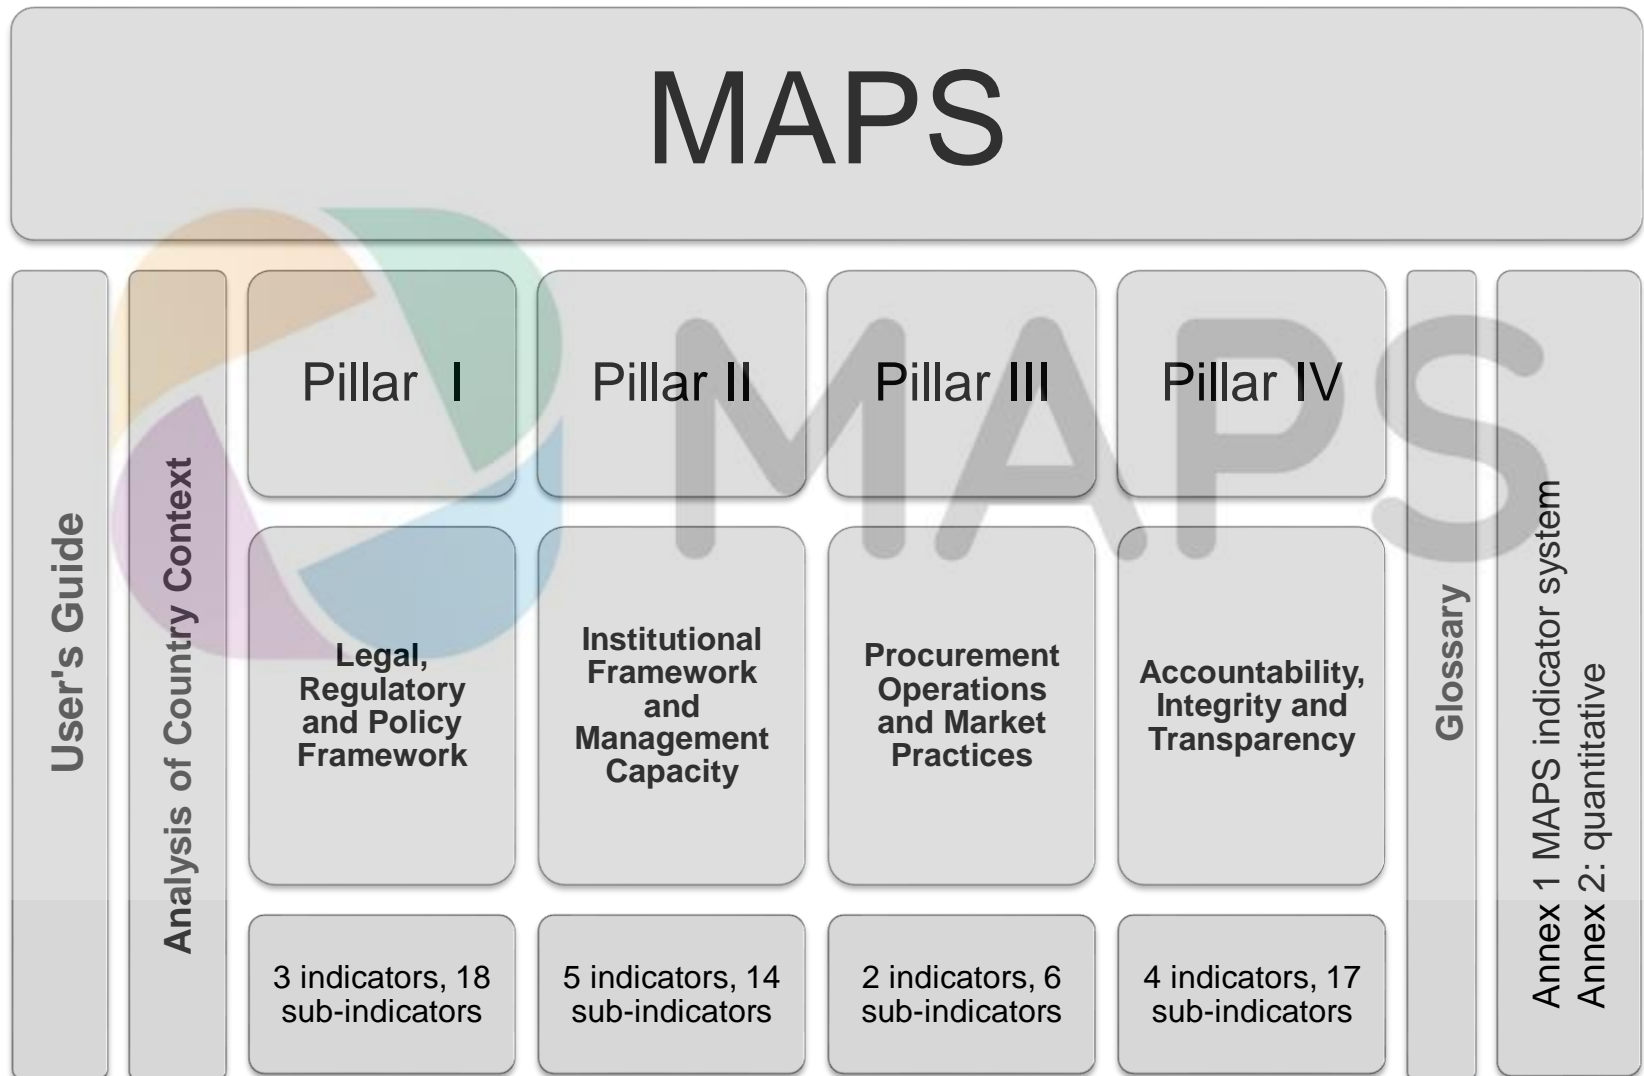 MAPS
MAPS
User's Guide
Analysis of Country Context
Pillar I
Pillar II
Pillar III
Pillar IV
Legal,
Regulatory
and Policy
Framework
Institutional
Framework
and
Management
Capacity
Procurement
Operations
and Market
Practices
Accountability,
Integrity and
Transparency
3 indicators, 18
sub-indicators
5 indicators, 14
sub-indicators
2 indicators, 6
sub-indicators
4 indicators, 17
sub-indicators
Glossary
Annex 1 MAPS indicator system
Annex 2: quantitative